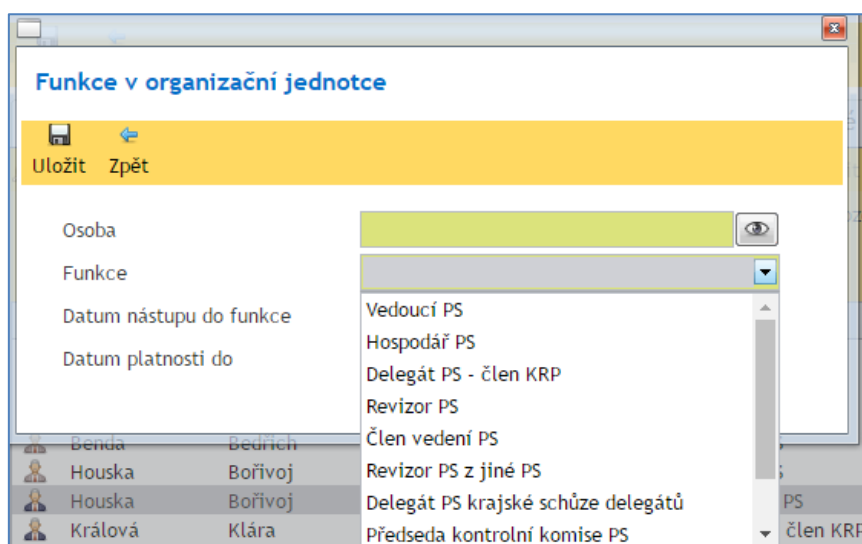 Funkce v organizační jednotce
Uložit Zpět
Osoba
Funkce
Datum nástupu do funkce
Datum platnosti do
Vedoucí PS
Hospodář PS
Delegát PS - člen KRP
Revizor PS
Člen vedení PS
Revizor PS z jiné PS
Delegát PS krajské schůze delegátů
Předseda kontrolní komise PS
Benda Bedřich
Houska Bořivoj
Houska Bořivoj PS
Králová Klára člen KRP